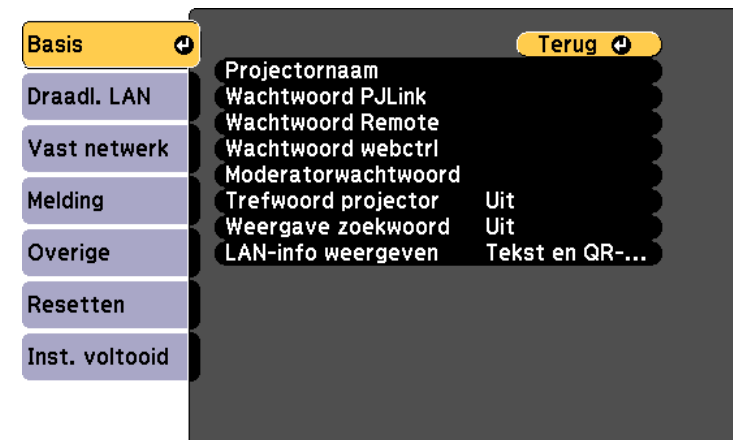 Basis
Draadl. LAN
Vast netwerk
Melding
Overige
Resetten
Inst. voltooid
Terug
Projectornaam
Wachtwoord PJLink
Wachtwoord Remote
Wachtwoord webctrl
Moderatorwachtwoord
Trefwoord projector Uit
Weergave zoekwoord Uit
LAN-info weergeven Tekst en QR-...